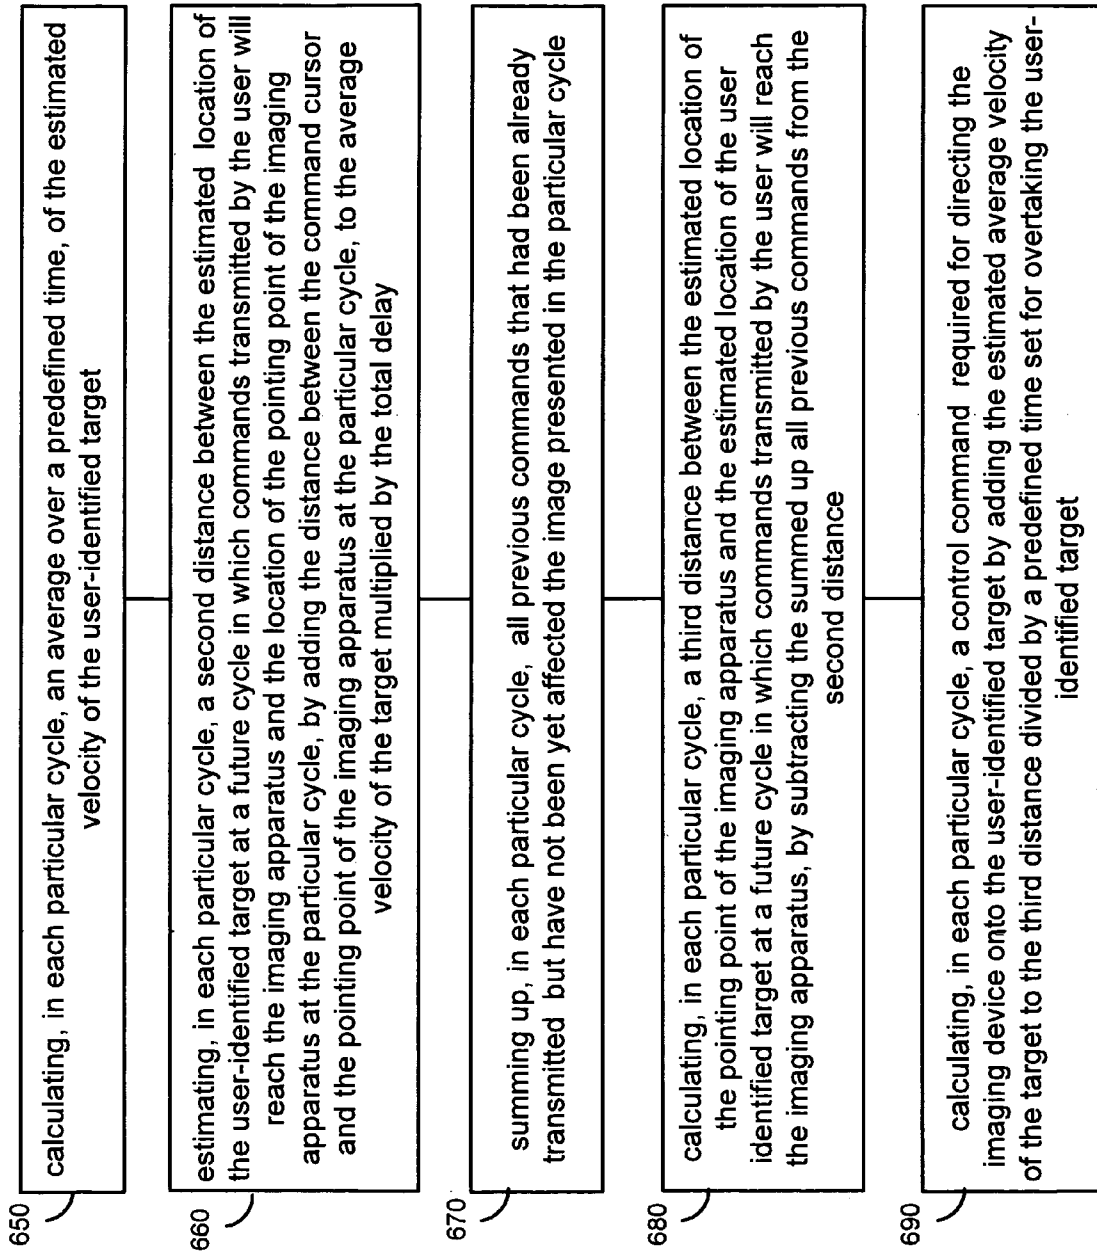 650
calculating, in each particular cycle, an average over a predefined time, of the estimated
velocity of the user-identified target
660
estimating, in each particular cycle, a second distance between the estimated location of
the user-identified target at a future cycle in which commands transmitted by the user will
reach the imaging apparatus and the location of the pointing point of the imaging
apparatus at the particular cycle, by adding the distance between the command cursor
and the pointing point of the imaging apparatus at the particular cycle, to the average
velocity of the target multiplied by the total delay
670
summing up, in each particular cycle, all previous commands that had been already
transmitted but have not been yet affected the image presented in the particular cycle
680
calculating, in each particular cycle, a third distance between the estimated location of
the pointing point of the imaging apparatus and the estimated location of the user
identified target at a future cycle in which commands transmitted by the user will reach
the imaging apparatus, by subtracting the summed up all previous commands from the
second distance
690
calculating, in each particular cycle, a control command required for directing the
imaging device onto the user-identified target by adding the estimated average velocity
of the target to the third distance divided by a predefined time set for overtaking the user-
identified target